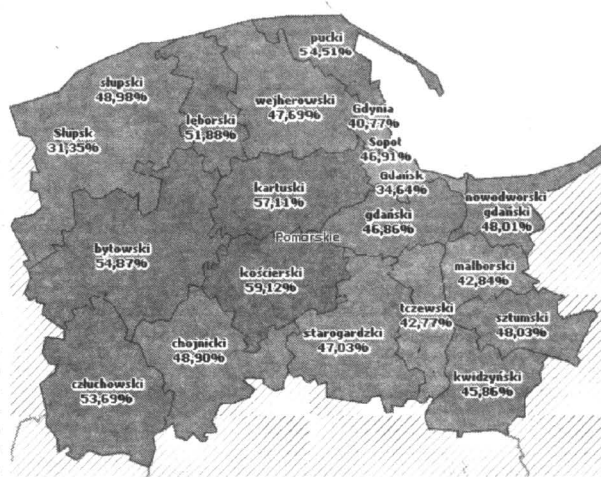 pucki
54,51%
słupski
48,98%
wejherowski
47,69%
Gdynia
40,77%
lęborski
51,88%
Słupsk
31,35%
Sopot
46,91%
Gdańsk
34,64%
kartuski
57,11%
nowodworski
gdański
48,01%
gdański
46,86%
Pomorskie
bytowski
54,87%
malborski
42,84%
kościerski
59,12%
tczewski
42,77%
sztumski
48,03%
chojnicki
48,90%
starogardzki
47,03%
człuchowski
53,69%
kwidzyński
45,86%